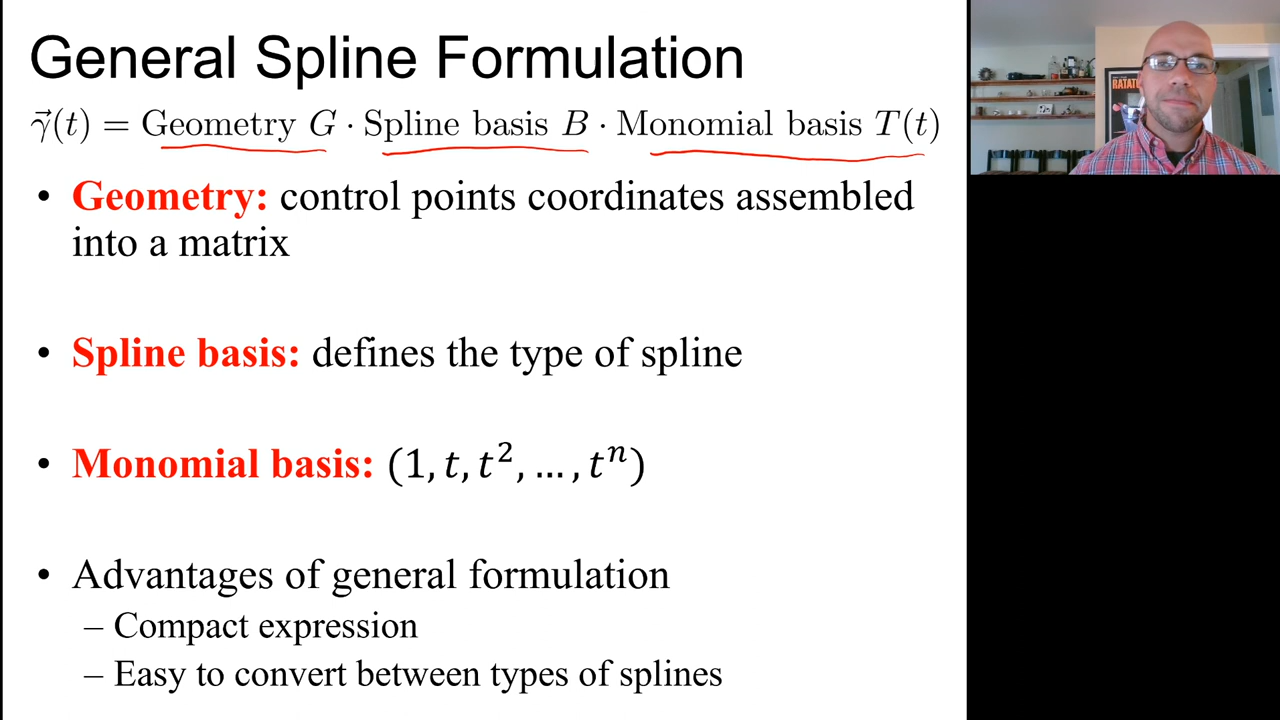 General Spline Formulation
γ⃗(t) = Geometry G · Spline basis B · Monomial basis T(t)
• Geometry: control points coordinates assembled
into a matrix
• Spline basis: defines the type of spline
• Monomial basis: (1, t, t², … , tⁿ)
• Advantages of general formulation
– Compact expression
– Easy to convert between types of splines